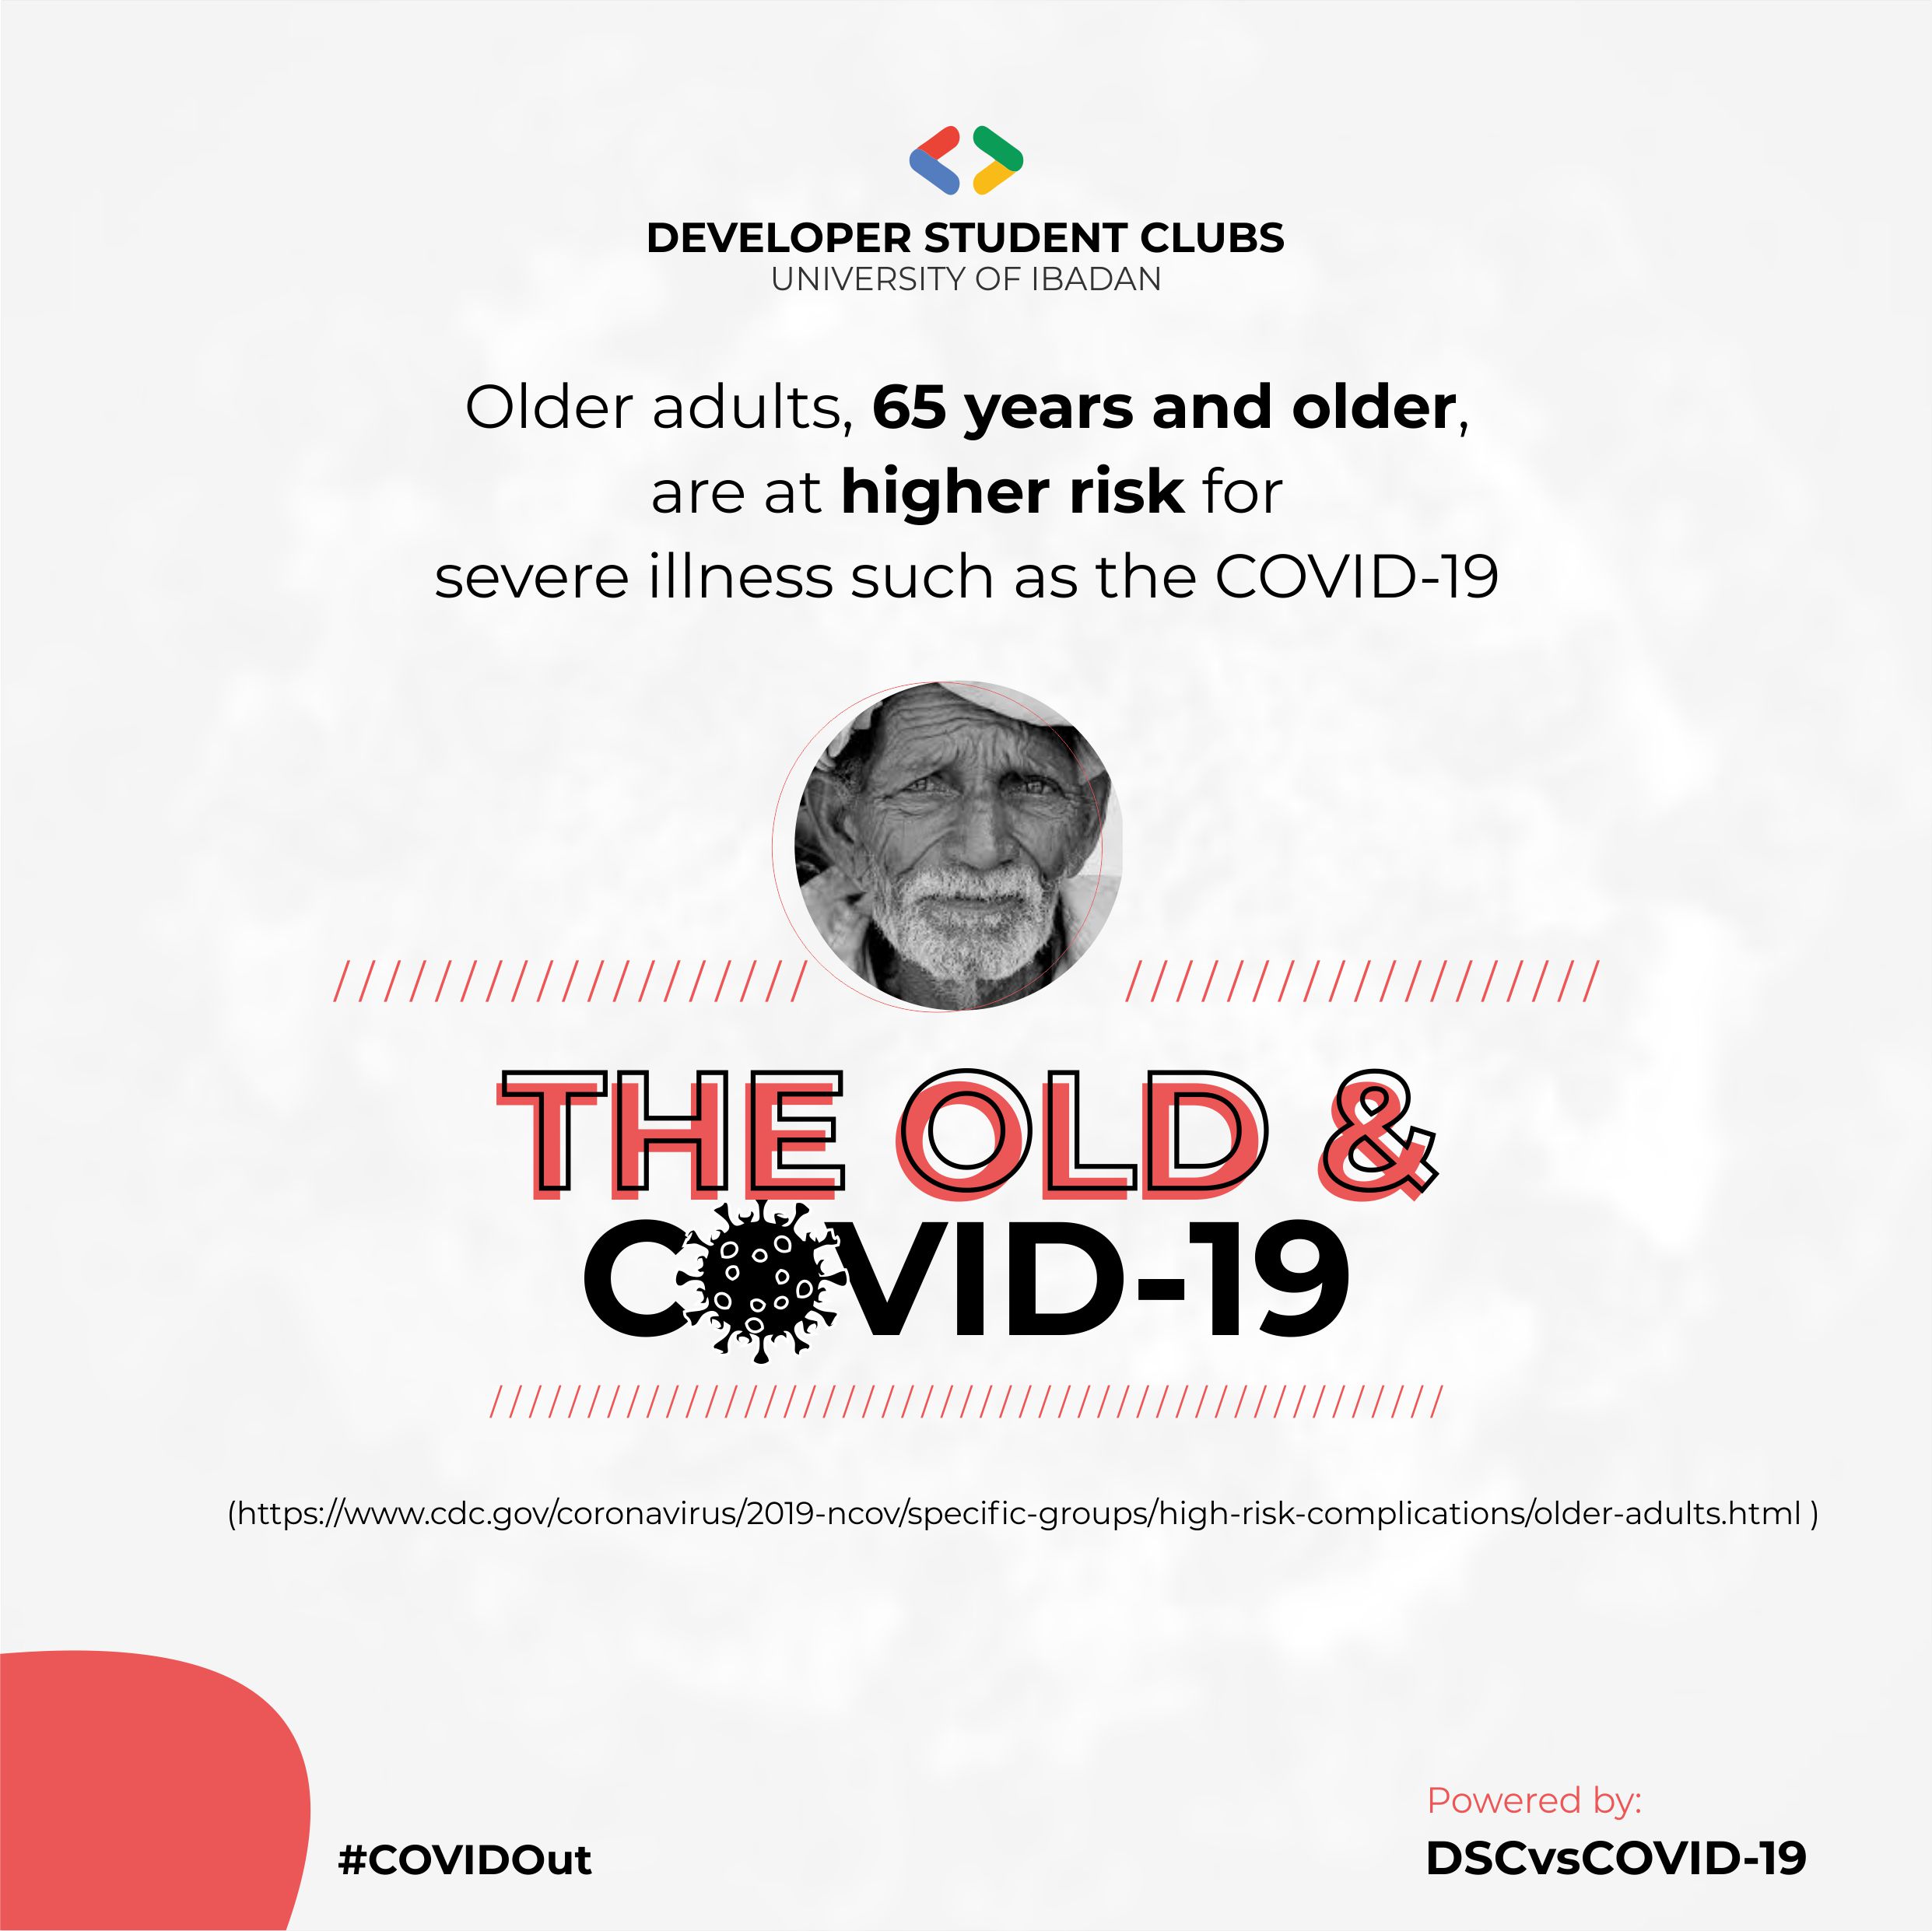 DEVELOPER STUDENT CLUBS
UNIVERSITY OF IBADAN
Older adults, 65 years and older,
are at higher risk for
severe illness such as the COVID-19
THE OLD &
COVID-19
(https://www.cdc.gov/coronavirus/2019-ncov/specific-groups/high-risk-complications/older-adults.html )
#COVIDOut
Powered by:
DSCvsCOVID-19